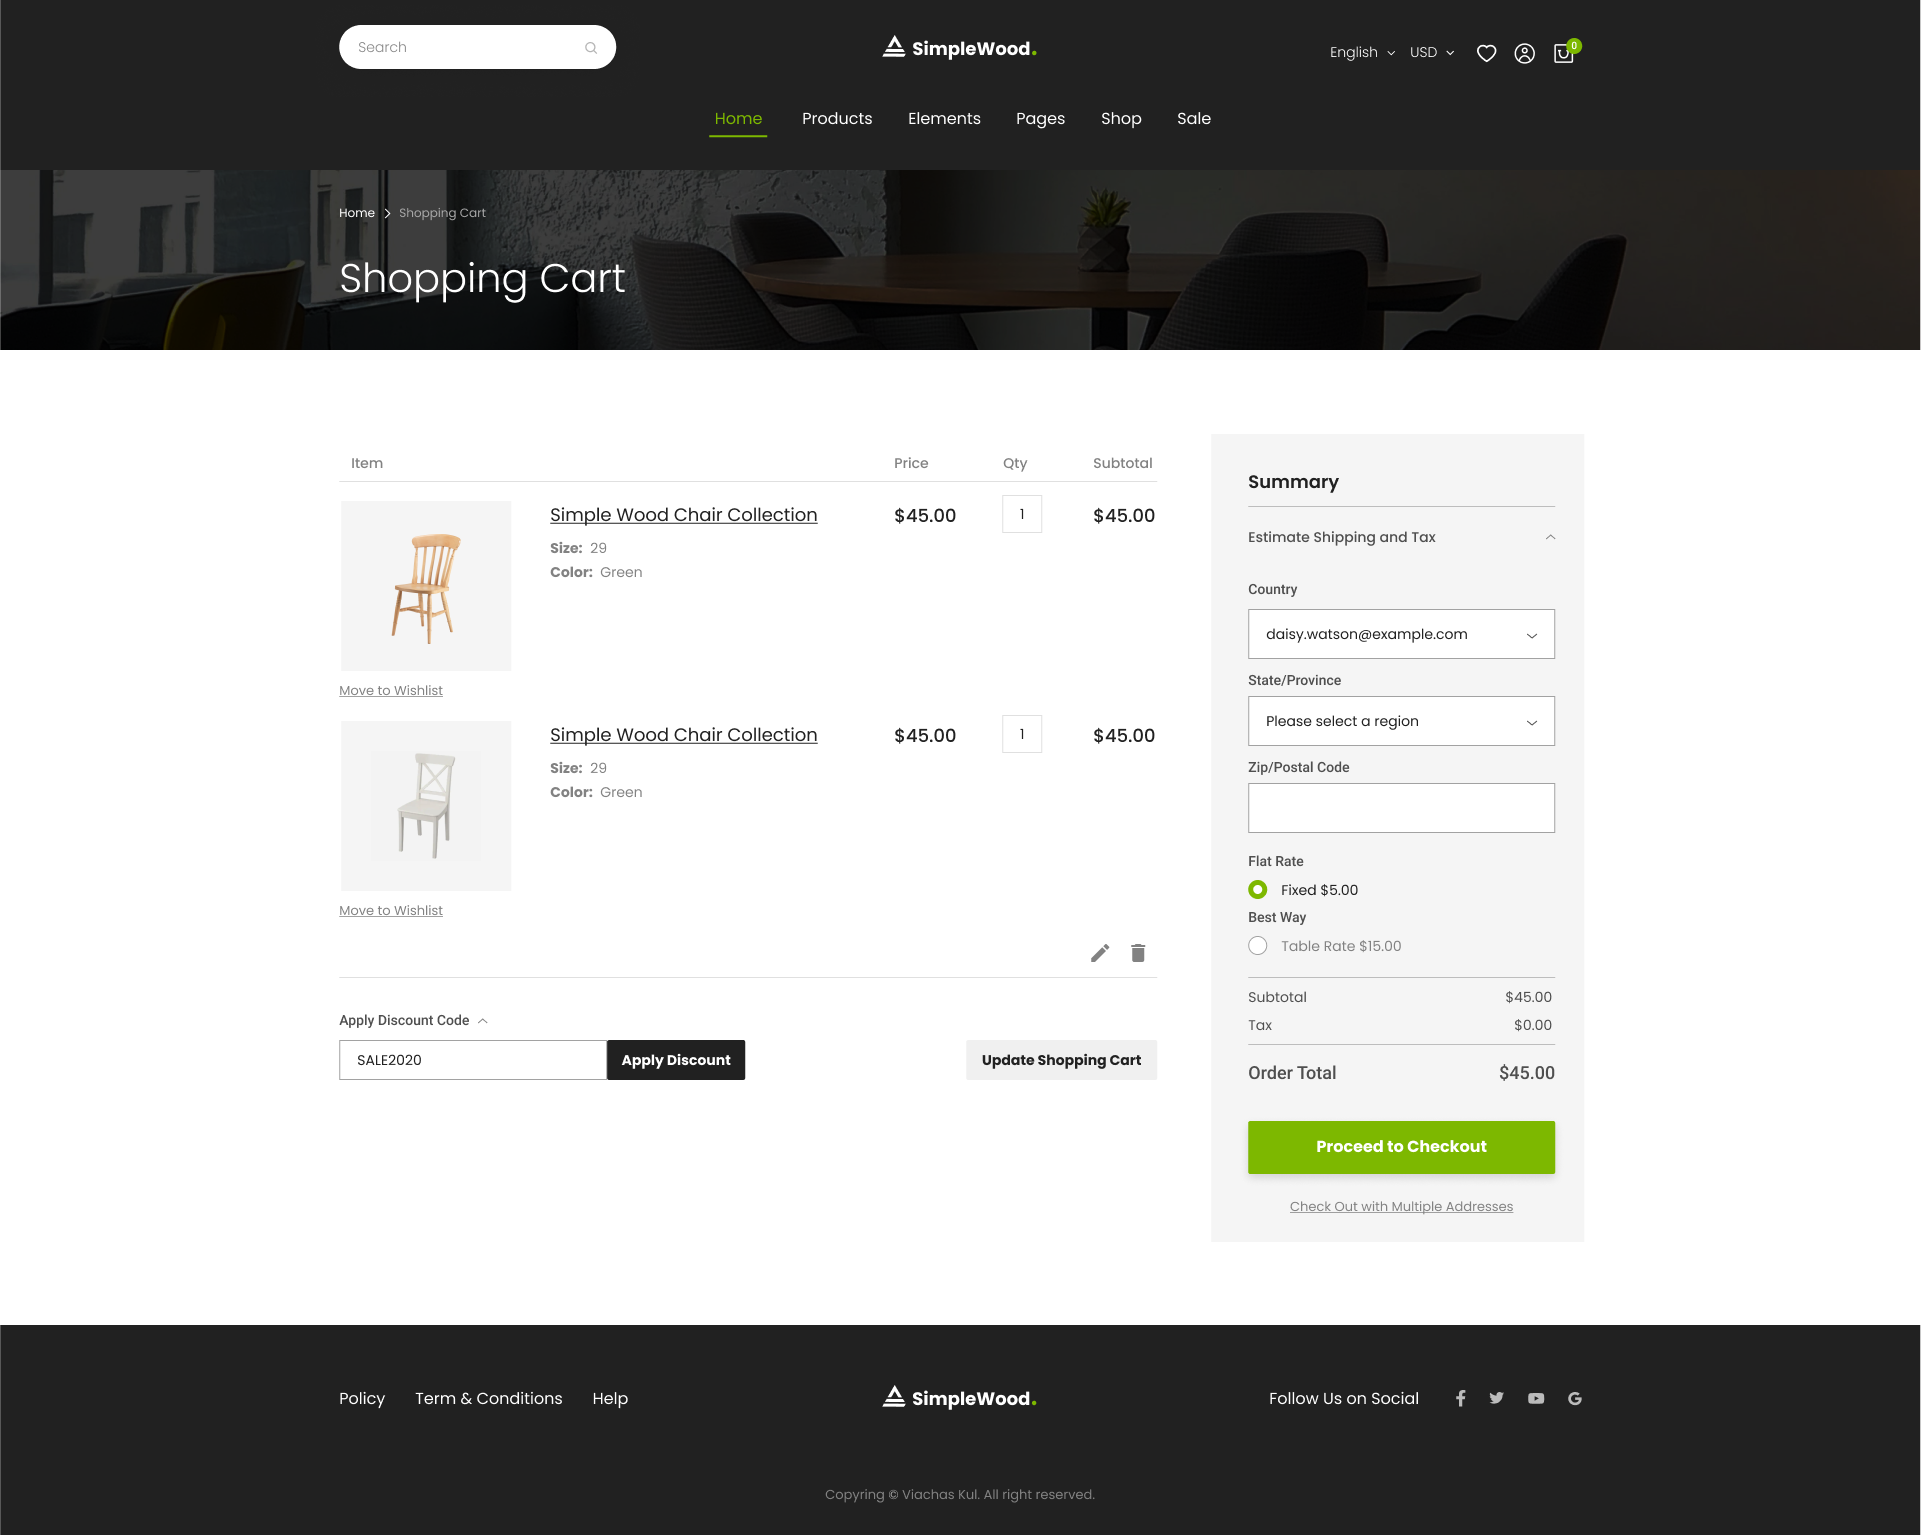 Search
SimpleWood.
English
USD
0
Home
Products
Elements
Pages
Shop
Sale
Home
Shopping Cart
Shopping Cart
Item
Price
Qty
Subtotal
Simple Wood Chair Collection
$45.00
1
$45.00
Size: 29
Color: Green
Move to Wishlist
Simple Wood Chair Collection
$45.00
1
$45.00
Size: 29
Color: Green
Move to Wishlist
Apply Discount Code
SALE2020
Apply Discount
Update Shopping Cart
Summary
Estimate Shipping and Tax
Country
daisy.watson@example.com
State/Province
Please select a region
Zip/Postal Code
Flat Rate
Fixed $5.00
Best Way
Table Rate $15.00
Subtotal
$45.00
Tax
$0.00
Order Total
$45.00
Proceed to Checkout
Check Out with Multiple Addresses
Policy
Term & Conditions
Help
SimpleWood.
Follow Us on Social
Copyring © Viachas Kul. All right reserved.